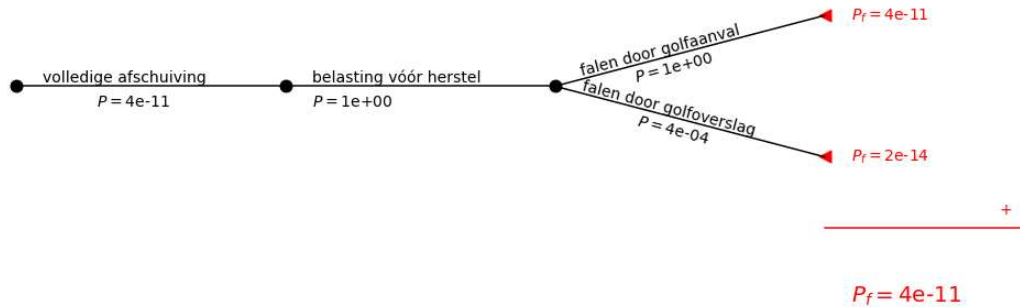 volledige afschuiving
P = 4e-11
belasting vóór herstel
P = 1e+00
falen door golfaanval
P = 1e+00
P_f = 4e-11
falen door golfoverslag
P = 4e-04
P_f = 2e-14
+
P_f = 4e-11